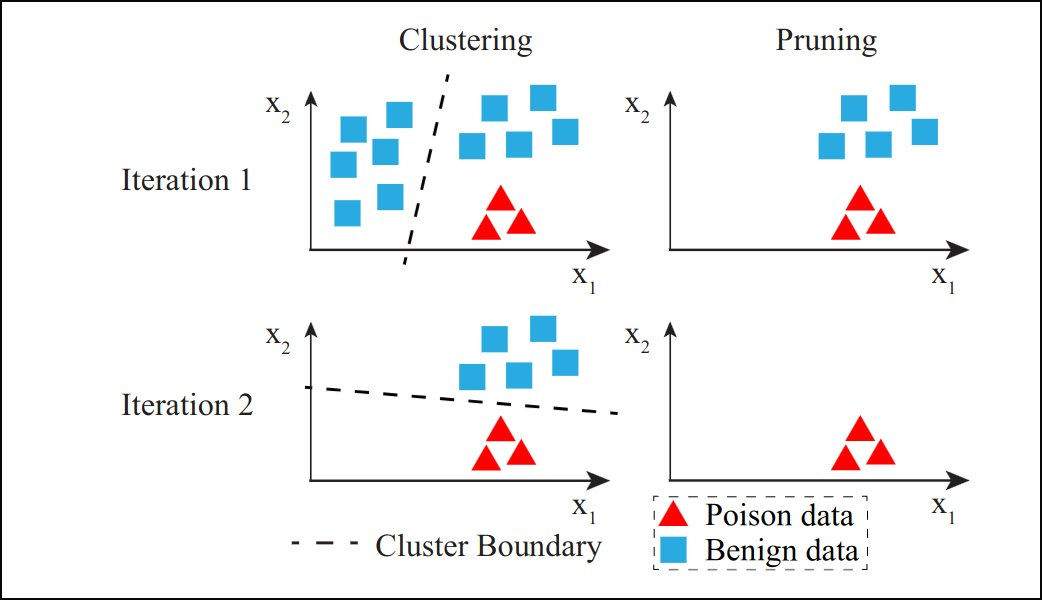 Clustering
Pruning
x2
x2
Iteration 1
x1
x1
x2
x2
Iteration 2
x1
x1
Poison data
Cluster Boundary
Benign data